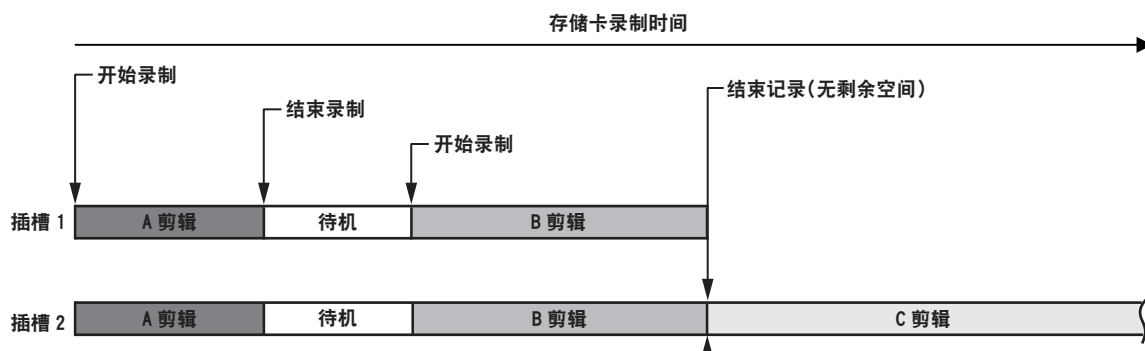 存储卡录制时间
开始录制
结束记录(无剩余空间)
结束录制
开始录制
插槽 1
A 剪辑
待机
B 剪辑
插槽 2
A 剪辑
待机
B 剪辑
C 剪辑